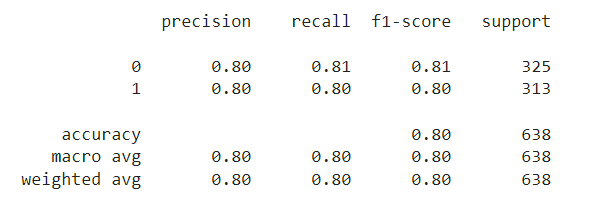 precision recall f1-score support
0 0.80 0.81 0.81 325
1 0.80 0.80 0.80 313
accuracy 0.80 638
macro avg 0.80 0.80 0.80 638
weighted avg 0.80 0.80 0.80 638